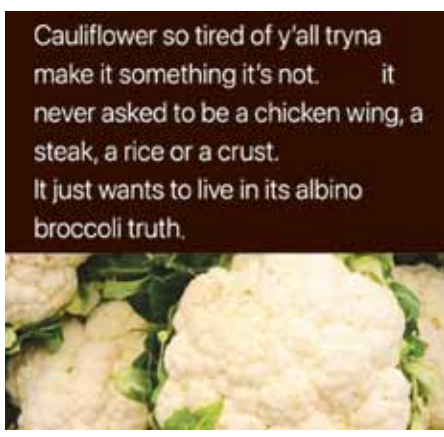 Cauliflower so tired of y'all tryna
make it something it's not. it
never asked to be a chicken wing, a
steak, a rice or a crust.
It just wants to live in its albino
broccoli truth.